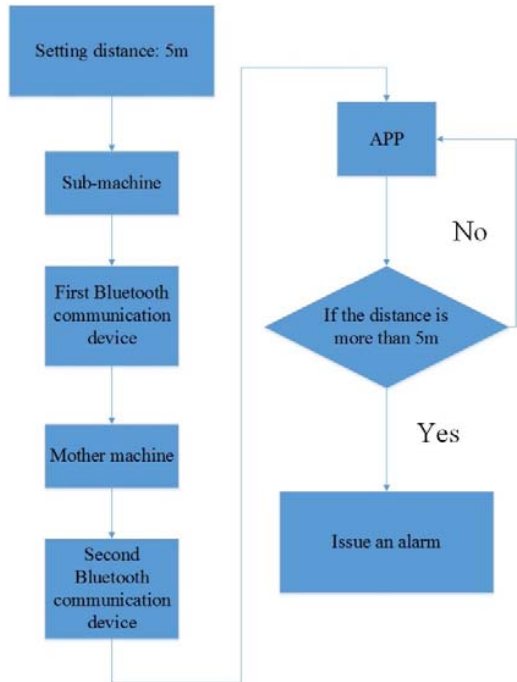 Setting distance: 5m
Sub-machine
First Bluetooth
communication
device
Mother machine
Second
Bluetooth
communication
device
APP
No
If the distance is
more than 5m
Yes
Issue an alarm